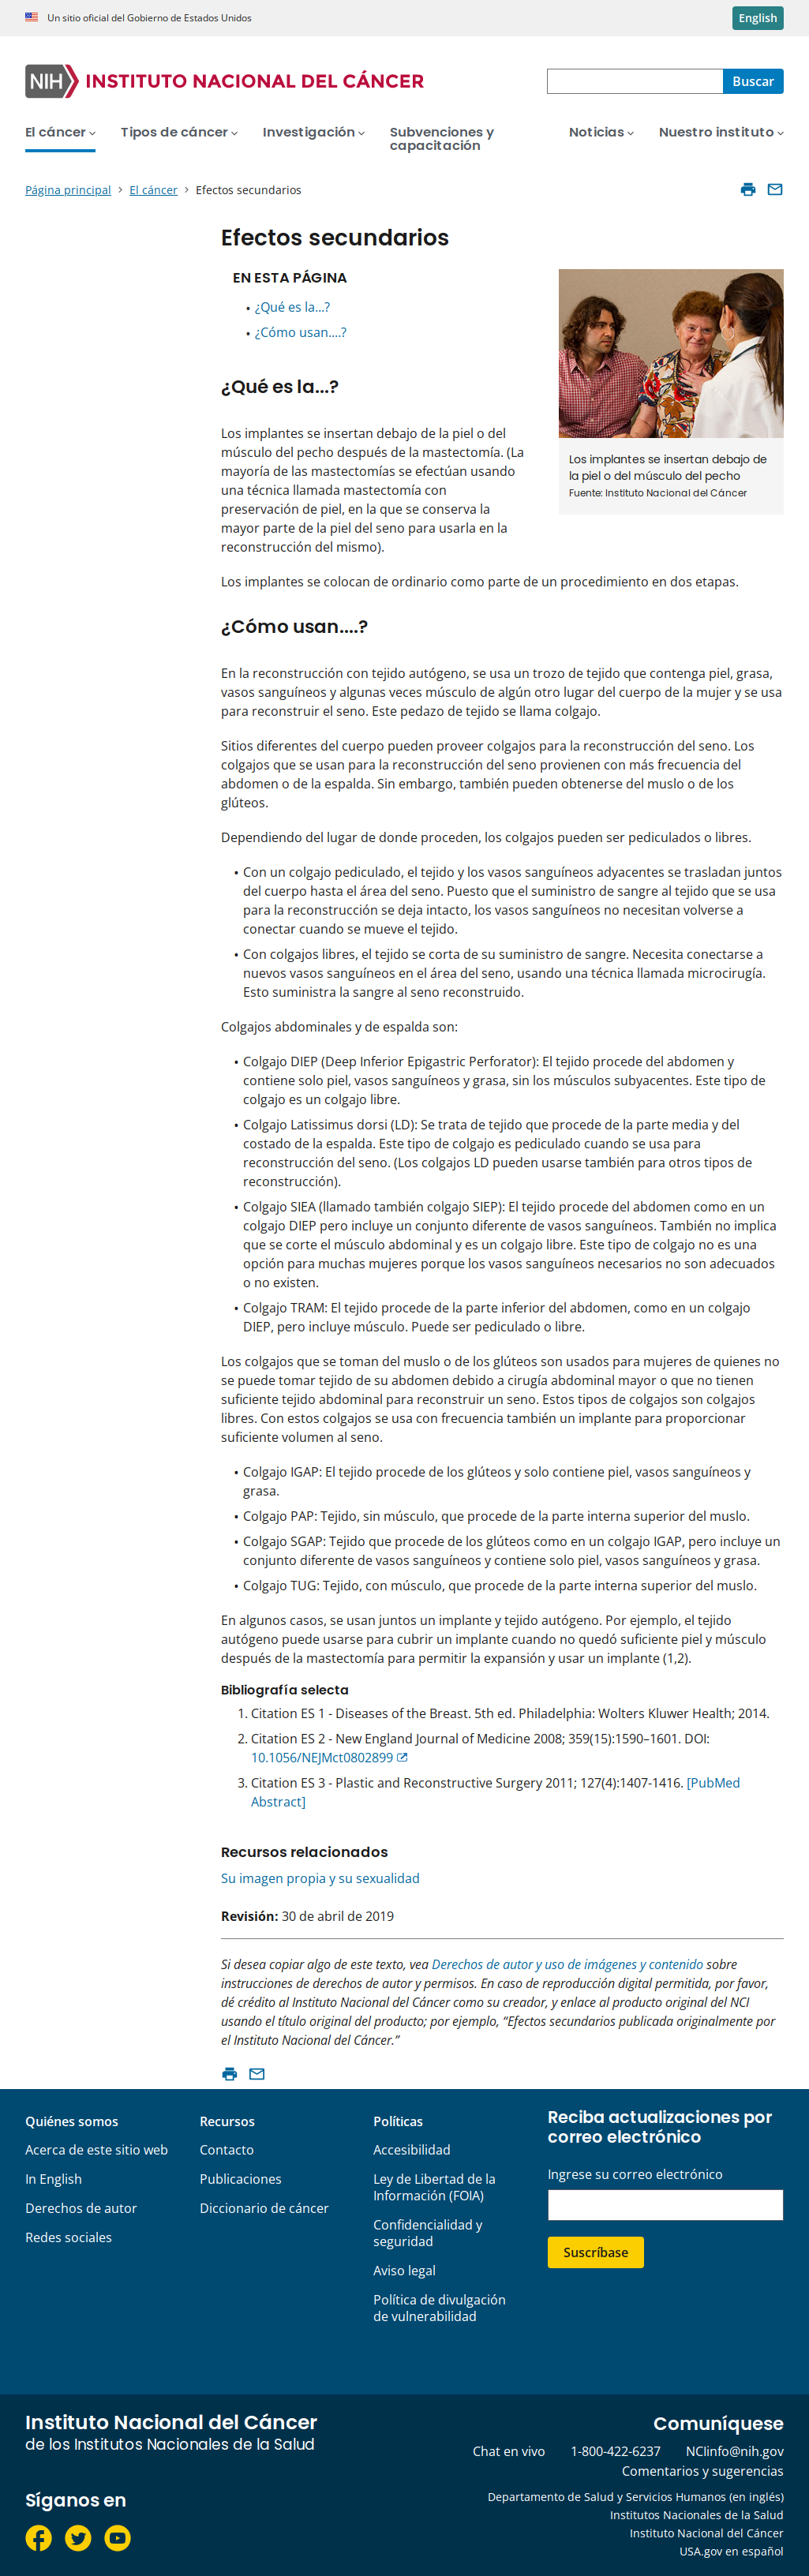 Un sitio oficial del Gobierno de Estados Unidos
English
NIH INSTITUTO NACIONAL DEL CÁNCER
Buscar
El cáncer
Tipos de cáncer
Investigación
Subvenciones y
capacitación
Noticias
Nuestro instituto
Página principal > El cáncer > Efectos secundarios
Efectos secundarios
EN ESTA PÁGINA
• ¿Qué es la...?
• ¿Cómo usan....?
Los implantes se insertan debajo de
la piel o del músculo del pecho
Fuente: Instituto Nacional del Cáncer
¿Qué es la...?
Los implantes se insertan debajo de la piel o del
músculo del pecho después de la mastectomía. (La
mayoría de las mastectomías se efectúan usando
una técnica llamada mastectomía con
preservación de piel, en la que se conserva la
mayor parte de la piel del seno para usarla en la
reconstrucción del mismo).
Los implantes se colocan de ordinario como parte de un procedimiento en dos etapas.
¿Cómo usan....?
En la reconstrucción con tejido autógeno, se usa un trozo de tejido que contenga piel, grasa,
vasos sanguíneos y algunas veces músculo de algún otro lugar del cuerpo de la mujer y se usa
para reconstruir el seno. Este pedazo de tejido se llama colgajo.
Sitios diferentes del cuerpo pueden proveer colgajos para la reconstrucción del seno. Los
colgajos que se usan para la reconstrucción del seno provienen con más frecuencia del
abdomen o de la espalda. Sin embargo, también pueden obtenerse del muslo o de los
glúteos.
Dependiendo del lugar de donde proceden, los colgajos pueden ser pediculados o libres.
• Con un colgajo pediculado, el tejido y los vasos sanguíneos adyacentes se trasladan juntos
del cuerpo hasta el área del seno. Puesto que el suministro de sangre al tejido que se usa
para la reconstrucción se deja intacto, los vasos sanguíneos no necesitan volverse a
conectar cuando se mueve el tejido.
• Con colgajos libres, el tejido se corta de su suministro de sangre. Necesita conectarse a
nuevos vasos sanguíneos en el área del seno, usando una técnica llamada microcirugía.
Esto suministra la sangre al seno reconstruido.
Colgajos abdominales y de espalda son:
• Colgajo DIEP (Deep Inferior Epigastric Perforator): El tejido procede del abdomen y
contiene solo piel, vasos sanguíneos y grasa, sin los músculos subyacentes. Este tipo de
colgajo es un colgajo libre.
• Colgajo Latissimus dorsi (LD): Se trata de tejido que procede de la parte media y del
costado de la espalda. Este tipo de colgajo es pediculado cuando se usa para
reconstrucción del seno. (Los colgajos LD pueden usarse también para otros tipos de
reconstrucción).
• Colgajo SIEA (llamado también colgajo SIEP): El tejido procede del abdomen como en un
colgajo DIEP pero incluye un conjunto diferente de vasos sanguíneos. También no implica
que se corte el músculo abdominal y es un colgajo libre. Este tipo de colgajo no es una
opción para muchas mujeres porque los vasos sanguíneos necesarios no son adecuados
o no existen.
• Colgajo TRAM: El tejido procede de la parte inferior del abdomen, como en un colgajo
DIEP, pero incluye músculo. Puede ser pediculado o libre.
Los colgajos que se toman del muslo o de los glúteos son usados para mujeres de quienes no
se puede tomar tejido de su abdomen debido a cirugía abdominal mayor o que no tienen
suficiente tejido abdominal para reconstruir un seno. Estos tipos de colgajos son colgajos
libres. Con estos colgajos se usa con frecuencia también un implante para proporcionar
suficiente volumen al seno.
• Colgajo IGAP: El tejido procede de los glúteos y solo contiene piel, vasos sanguíneos y
grasa.
• Colgajo PAP: Tejido, sin músculo, que procede de la parte interna superior del muslo.
• Colgajo SGAP: Tejido que procede de los glúteos como en un colgajo IGAP, pero incluye un
conjunto diferente de vasos sanguíneos y contiene solo piel, vasos sanguíneos y grasa.
• Colgajo TUG: Tejido, con músculo, que procede de la parte interna superior del muslo.
En algunos casos, se usan juntos un implante y tejido autógeno. Por ejemplo, el tejido
autógeno puede usarse para cubrir un implante cuando no quedó suficiente piel y músculo
después de la mastectomía para permitir la expansión y usar un implante (1,2).
Bibliografía selecta
1. Citation ES 1 - Diseases of the Breast. 5th ed. Philadelphia: Wolters Kluwer Health; 2014.
2. Citation ES 2 - New England Journal of Medicine 2008; 359(15):1590–1601. DOI:
10.1056/NEJMct0802899
3. Citation ES 3 - Plastic and Reconstructive Surgery 2011; 127(4):1407-1416. [PubMed
Abstract]
Recursos relacionados
Su imagen propia y su sexualidad
Revisión: 30 de abril de 2019
Si desea copiar algo de este texto, vea Derechos de autor y uso de imágenes y contenido sobre
instrucciones de derechos de autor y permisos. En caso de reproducción digital permitida, por favor,
dé crédito al Instituto Nacional del Cáncer como su creador, y enlace al producto original del NCI
usando el título original del producto; por ejemplo, “Efectos secundarios publicada originalmente por
el Instituto Nacional del Cáncer.”
Quiénes somos
Acerca de este sitio web
In English
Derechos de autor
Redes sociales
Recursos
Contacto
Publicaciones
Diccionario de cáncer
Políticas
Accesibilidad
Ley de Libertad de la
Información (FOIA)
Confidencialidad y
seguridad
Aviso legal
Política de divulgación
de vulnerabilidad
Reciba actualizaciones por
correo electrónico
Ingrese su correo electrónico
Suscríbase
Instituto Nacional del Cáncer
de los Institutos Nacionales de la Salud
Síganos en
Comuníquese
Chat en vivo
1-800-422-6237
NCIinfo@nih.gov
Comentarios y sugerencias
Departamento de Salud y Servicios Humanos (en inglés)
Institutos Nacionales de la Salud
Instituto Nacional del Cáncer
USA.gov en español